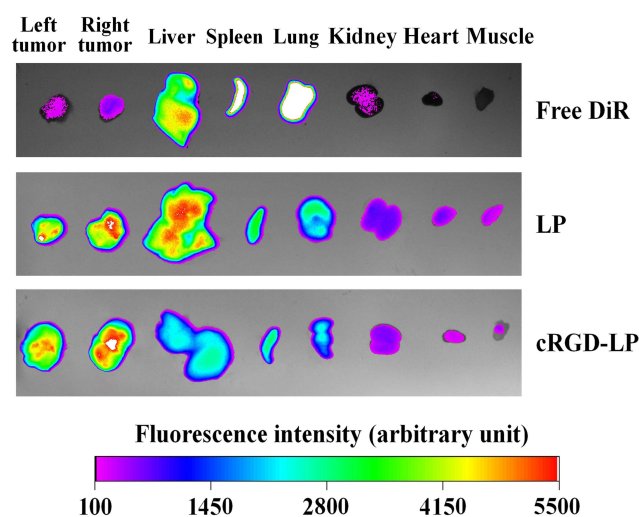 Left tumor Right tumor Liver Spleen Lung Kidney Heart Muscle
Free DiR
LP
cRGD-LP
Fluorescence intensity (arbitrary unit)
100 1450 2800 4150 5500